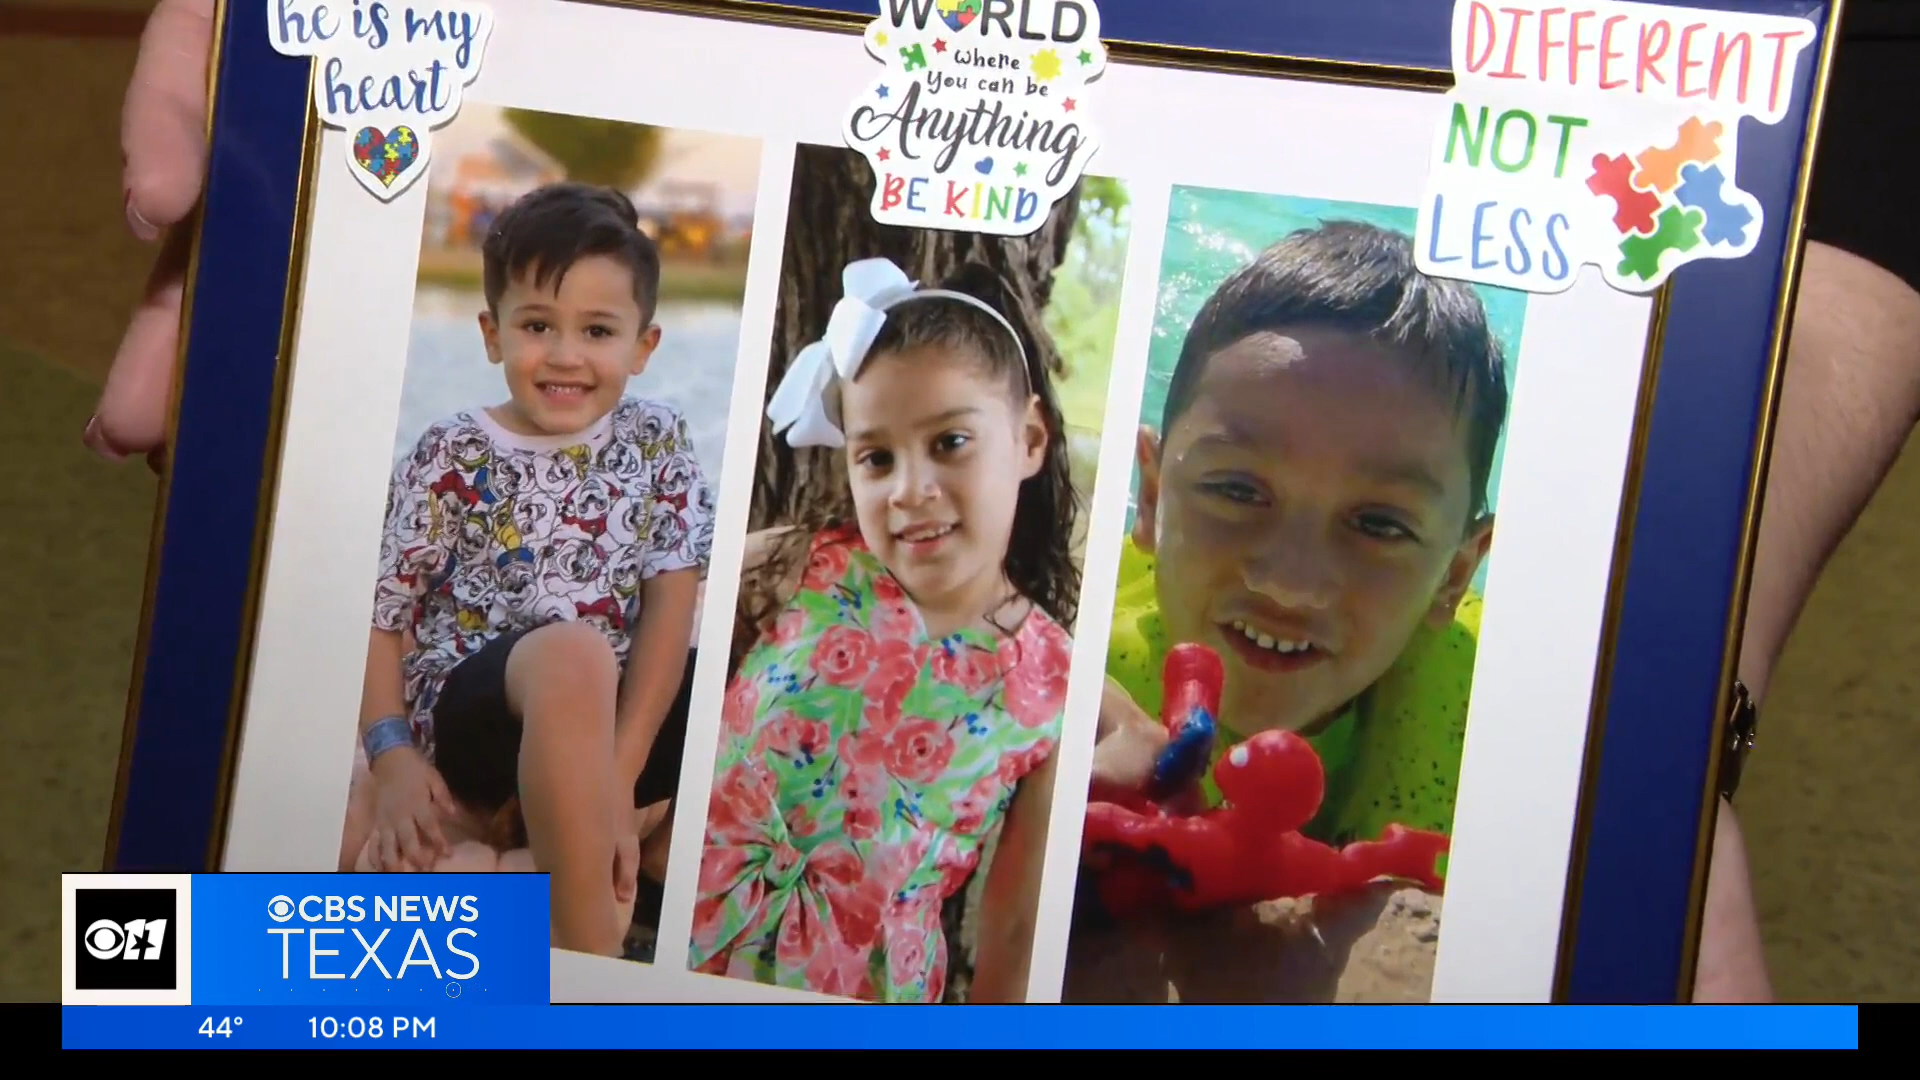 he is my
heart
WORLD
where
you can be
Anything
BE KIND
DIFFERENT
NOT
LESS
11
CBS NEWS
TEXAS
44° 10:08 PM